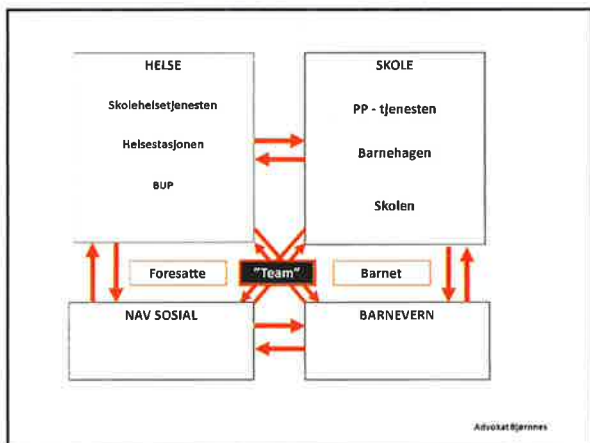 HELSE
Skolehelsetjenesten
Helsestasjonen
BUP
SKOLE
PP - tjenesten
Barnehagen
Skolen
Foresatte
"Team"
Barnet
NAV SOSIAL
BARNEVERN
Advokat Bjørnnes